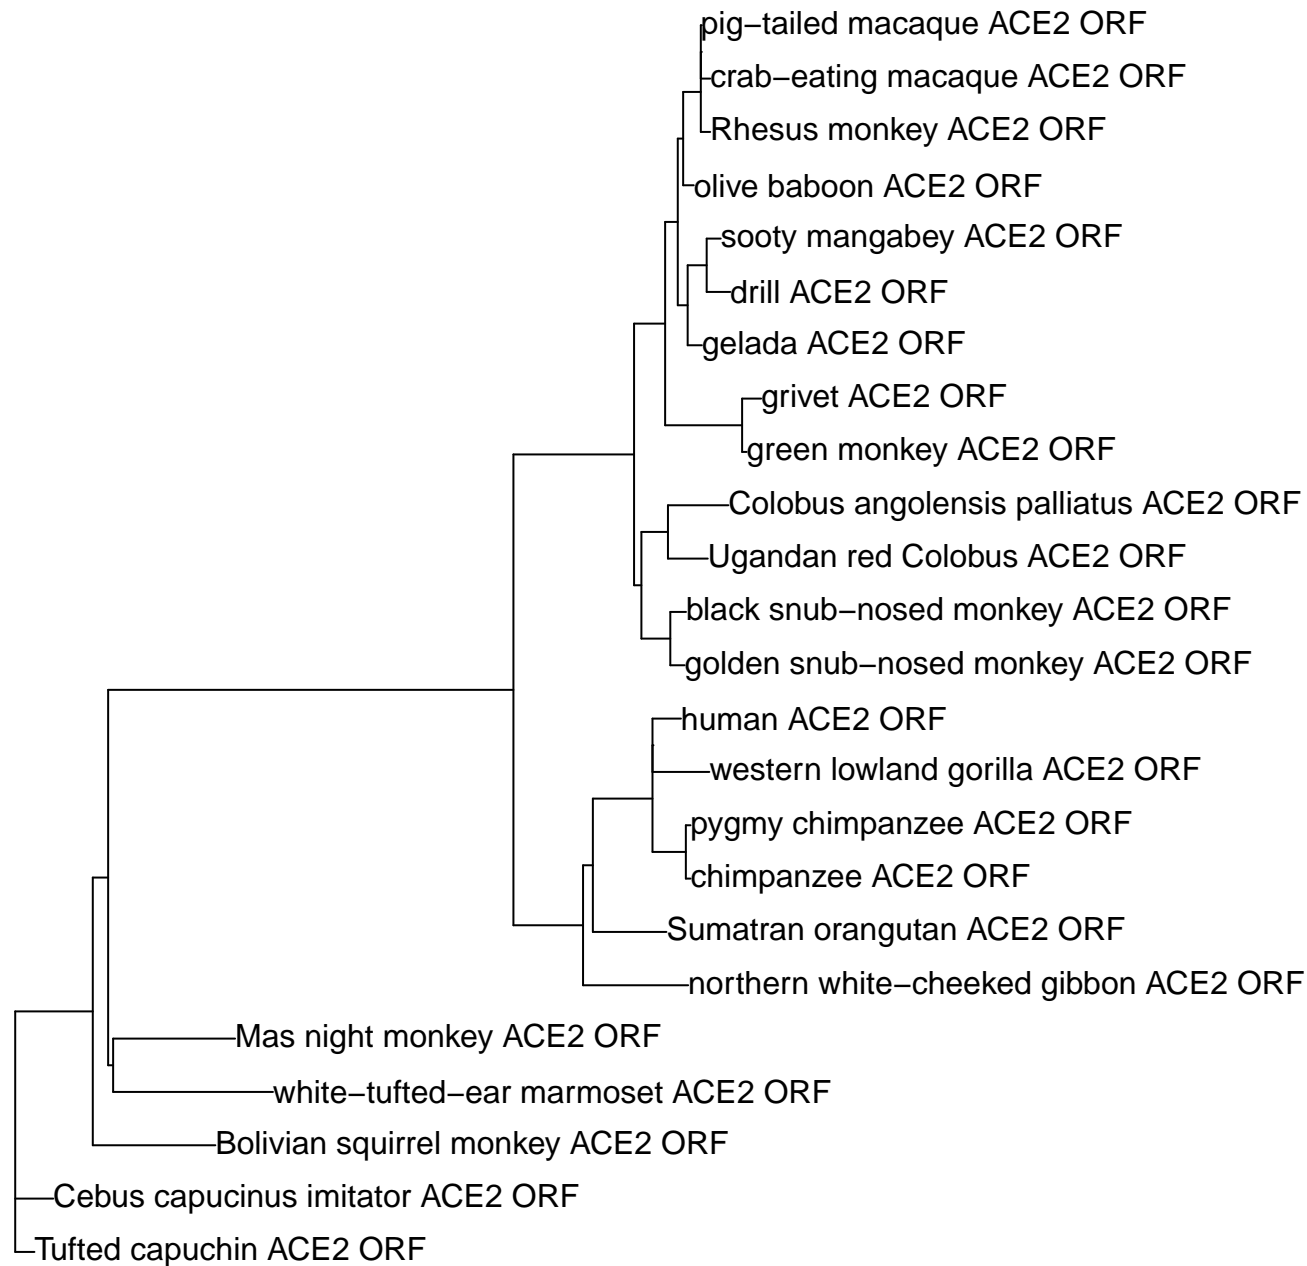 pig−tailed macaque ACE2 ORF
crab−eating macaque ACE2 ORF
Rhesus monkey ACE2 ORF
olive baboon ACE2 ORF
sooty mangabey ACE2 ORF
drill ACE2 ORF
gelada ACE2 ORF
grivet ACE2 ORF
green monkey ACE2 ORF
Colobus angolensis palliatus ACE2 ORF
Ugandan red Colobus ACE2 ORF
black snub−nosed monkey ACE2 ORF
golden snub−nosed monkey ACE2 ORF
human ACE2 ORF
western lowland gorilla ACE2 ORF
pygmy chimpanzee ACE2 ORF
chimpanzee ACE2 ORF
Sumatran orangutan ACE2 ORF
northern white−cheeked gibbon ACE2 ORF
Mas night monkey ACE2 ORF
white−tufted−ear marmoset ACE2 ORF
Bolivian squirrel monkey ACE2 ORF
Cebus capucinus imitator ACE2 ORF
Tufted capuchin ACE2 ORF